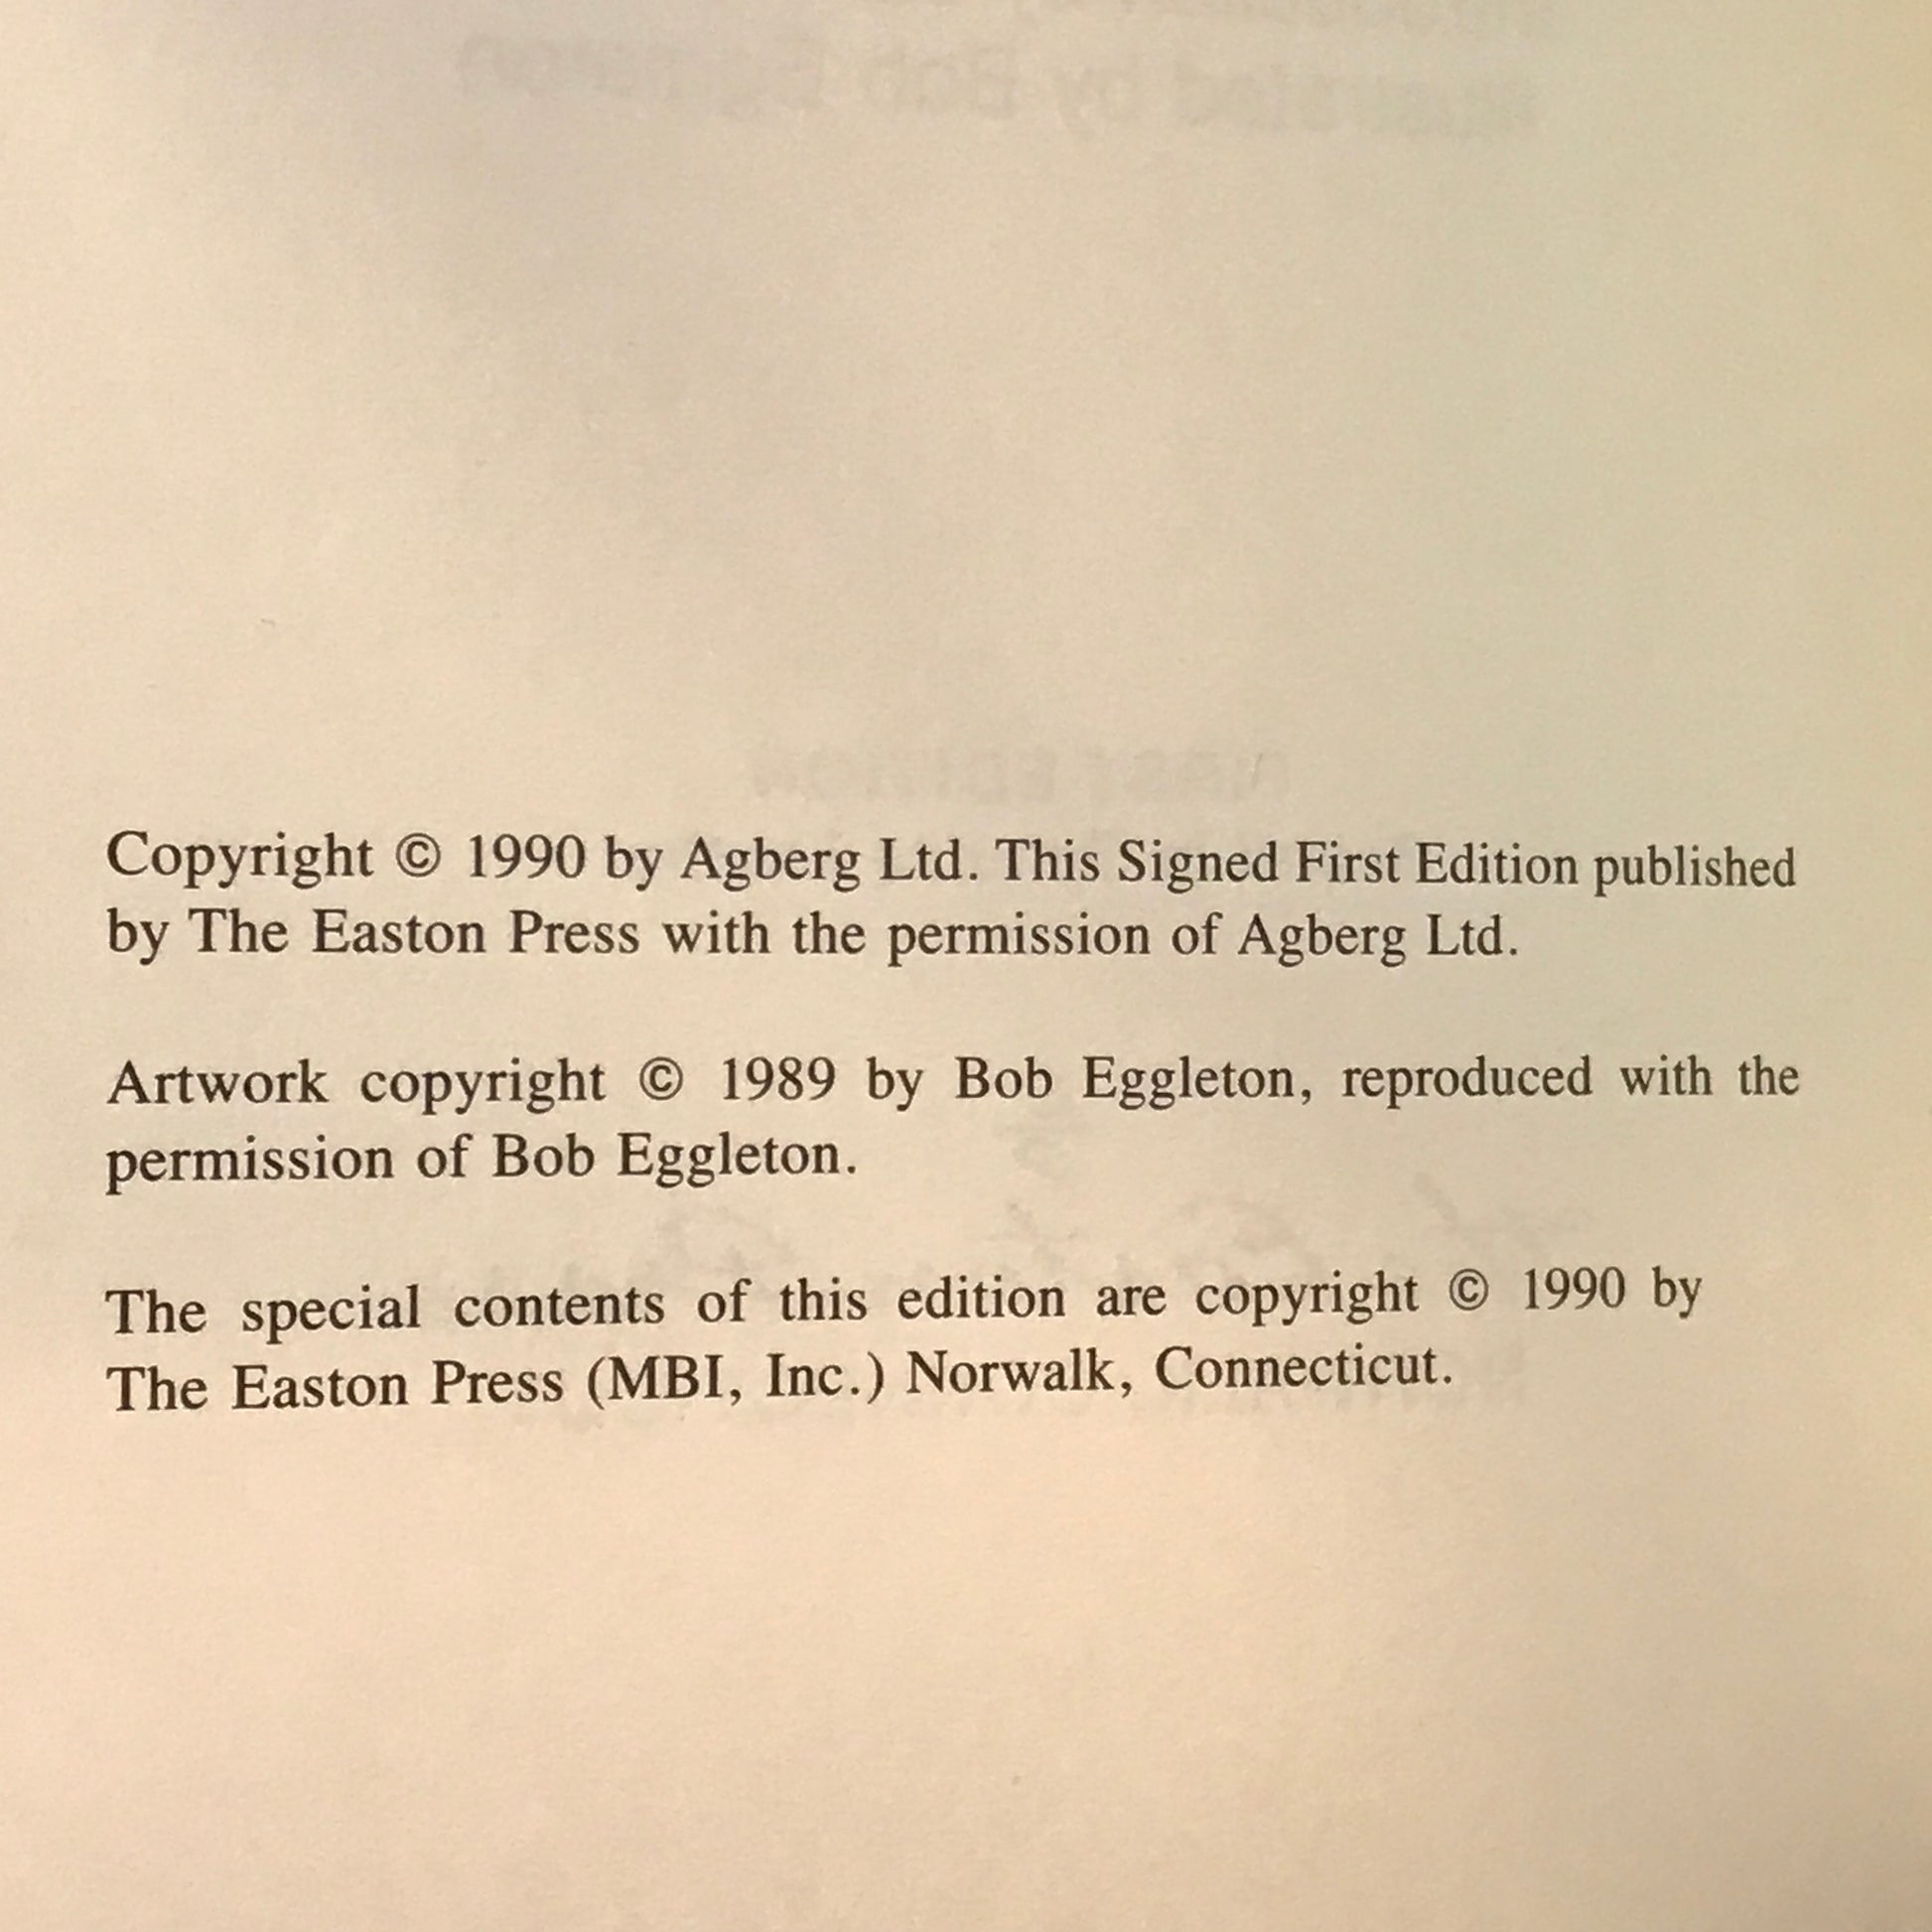 Copyright © 1990 by Agberg Ltd. This Signed First Edition published
by The Easton Press with the permission of Agberg Ltd.
Artwork copyright © 1989 by Bob Eggleton, reproduced with the
permission of Bob Eggleton.
The special contents of this edition are copyright © 1990 by
The Easton Press (MBI, Inc.) Norwalk, Connecticut.